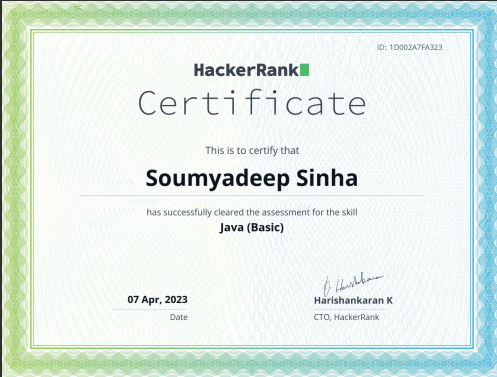 ID: 1D002A7FA323
HackerRank
Certificate
This is to certify that
Soumyadeep Sinha
has successfully cleared the assessment for the skill
Java (Basic)
07 Apr, 2023
Date
Harishankaran K
CTO, HackerRank